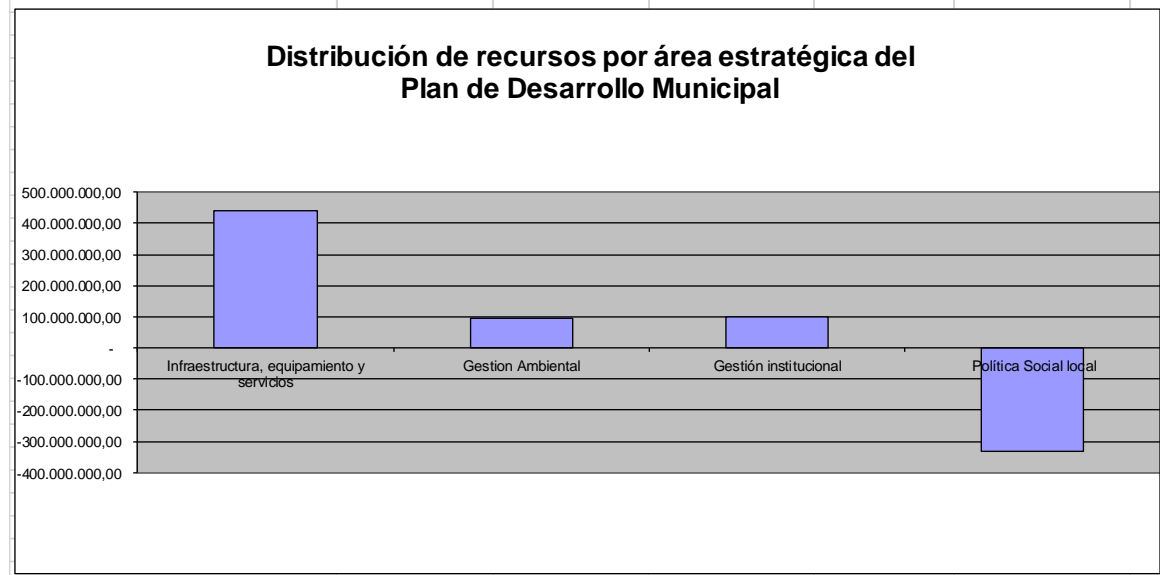 Distribución de recursos por área estratégica del
Plan de Desarrollo Municipal
500.000.000,00
400.000.000,00
300.000.000,00
200.000.000,00
100.000.000,00
-
-100.000.000,00
-200.000.000,00
-300.000.000,00
-400.000.000,00
Infraestructura, equipamiento y
servicios
Gestion Ambiental
Gestión institucional
Política Social local